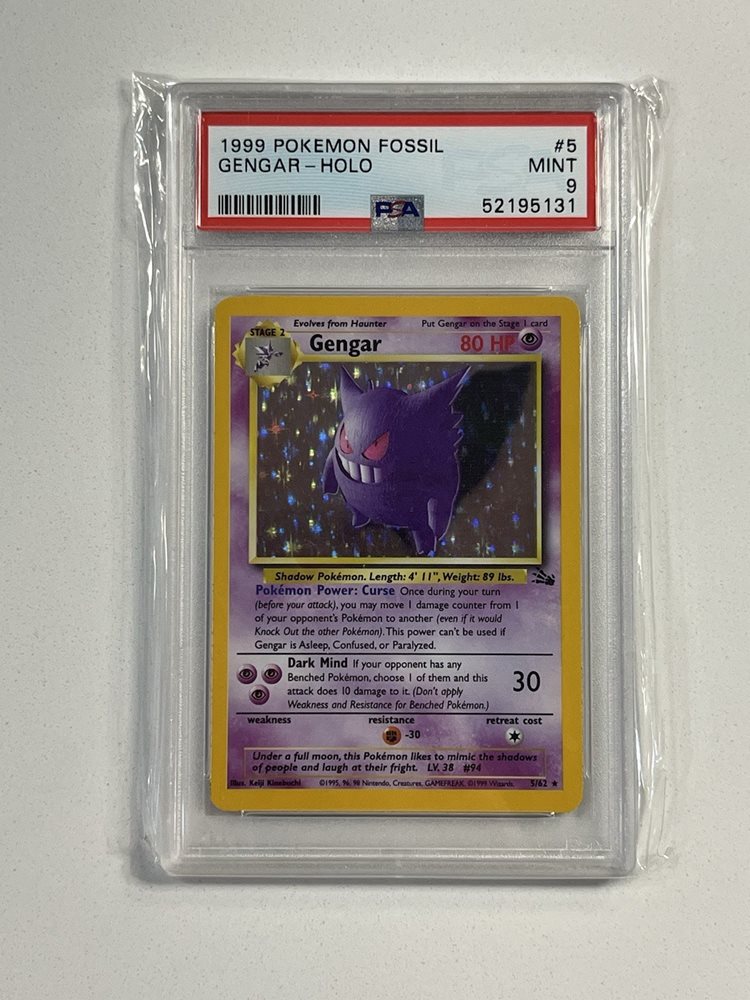 1999 POKEMON FOSSIL #5
GENGAR – HOLO MINT
9
PSA 52195131
Evolves from Haunter Put Gengar on the Stage 1 card
STAGE 2
Gengar 80 HP
Shadow Pokémon. Length: 4' 11", Weight: 89 lbs.
Pokémon Power: Curse Once during your turn
(before your attack), you may move 1 damage counter from 1
of your opponent's Pokémon to another (even if it would
Knock Out the other Pokémon). This power can't be used if
Gengar is Asleep, Confused, or Paralyzed.
Dark Mind If your opponent has any
Benched Pokémon, choose 1 of them and this
attack does 10 damage to it. (Don't apply
Weakness and Resistance for Benched Pokémon.)
30
weakness resistance retreat cost
-30
Under a full moon, this Pokémon likes to mimic the shadows
of people and laugh at their fright. LV. 38 #94
Illus. Keiji Kinebuchi ©1995, 96, 98 Nintendo, Creatures, GAMEFREAK. ©1999 Wizards. 5/62 ★